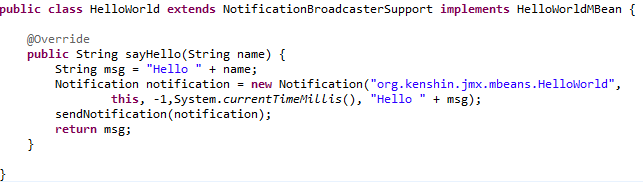 public class HelloWorld extends NotificationBroadcasterSupport implements HelloWorldMBean {
@Override
public String sayHello(String name) {
String msg = "Hello " + name;
Notification notification = new Notification("org.kenshin.jmx.mbeans.HelloWorld",
this, -1,System.currentTimeMillis(), "Hello " + msg);
sendNotification(notification);
return msg;
}
}